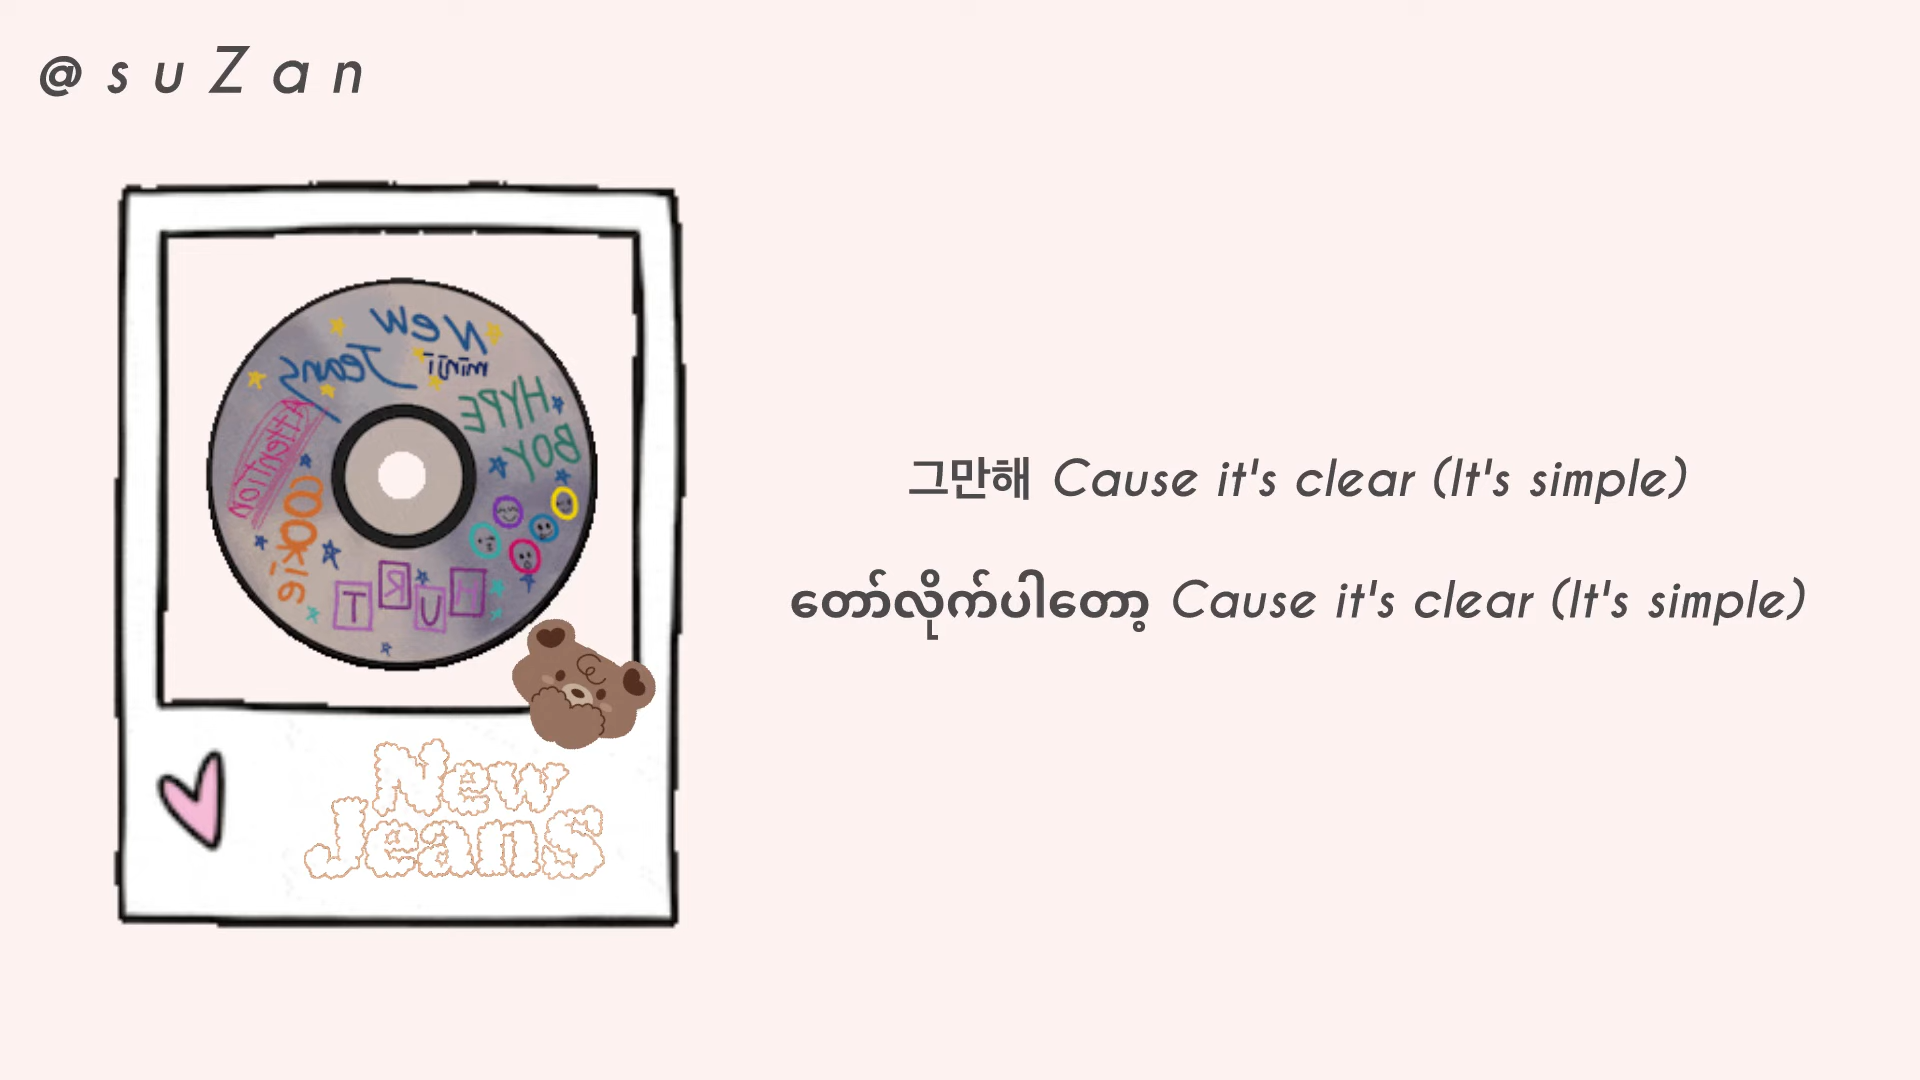 @suZan
New
Jeans
minji
HYPE
BOY
Attention
COOKIE
HURT
그만해 Cause it's clear (It's simple)
တော်လိုက်ပါတော့ Cause it's clear (It's simple)
New
Jeans